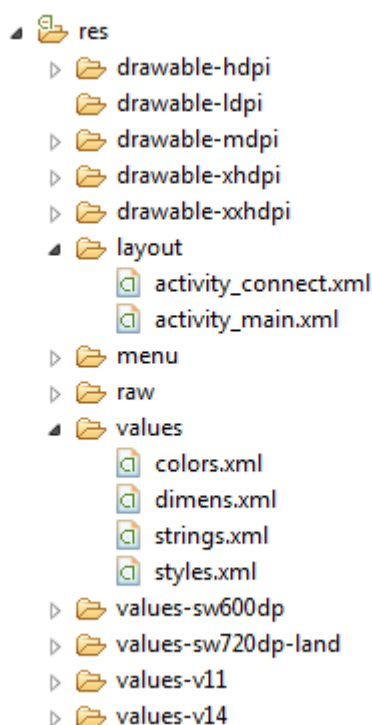 res
drawable-hdpi
drawable-ldpi
drawable-mdpi
drawable-xhdpi
drawable-xxhdpi
layout
activity_connect.xml
activity_main.xml
menu
raw
values
colors.xml
dimens.xml
strings.xml
styles.xml
values-sw600dp
values-sw720dp-land
values-v11
values-v14